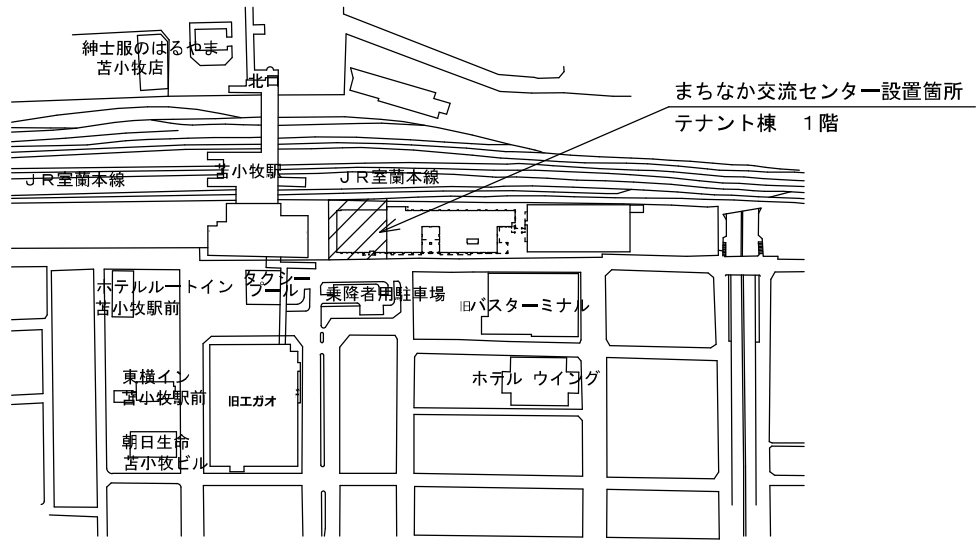 紳士服のはるやま
苫小牧店
北口
まちなか交流センター設置箇所
テナント棟　1階
苫小牧駅
JR室蘭本線
JR室蘭本線
ホテルルートイン
苫小牧駅前
タクシー
プール
乗降者用駐車場
旧バスターミナル
東横イン
苫小牧駅前
旧エガオ
ホテル ウイング
朝日生命
苫小牧ビル